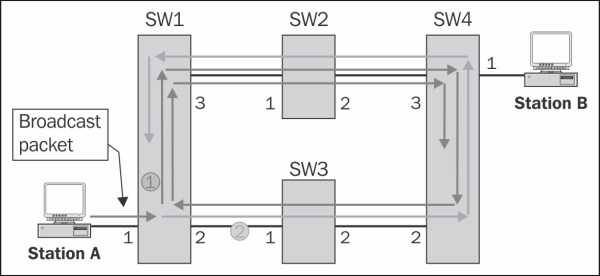 SW1 SW2 SW4
1
Station B
3 1 2 3
Broadcast
packet
SW3
1
2
Station A
1 2 1 2 2